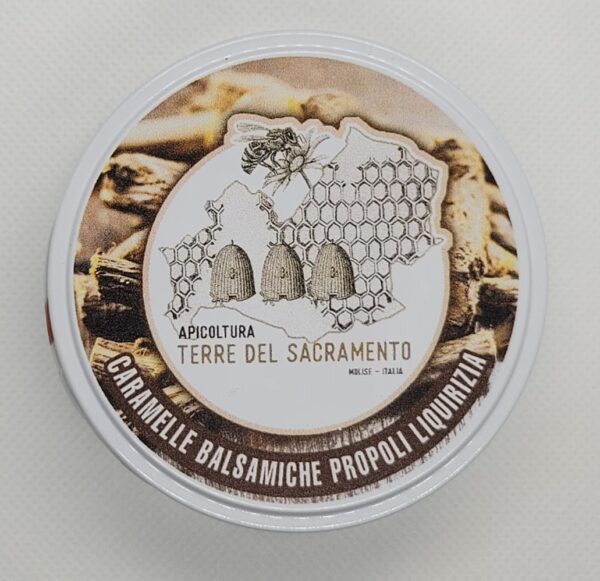 APICOLTURA
TERRE DEL SACRAMENTO
MOLISE - ITALIA
CARAMELLE BALSAMICHE PROPOLI LIQUIRIZIA